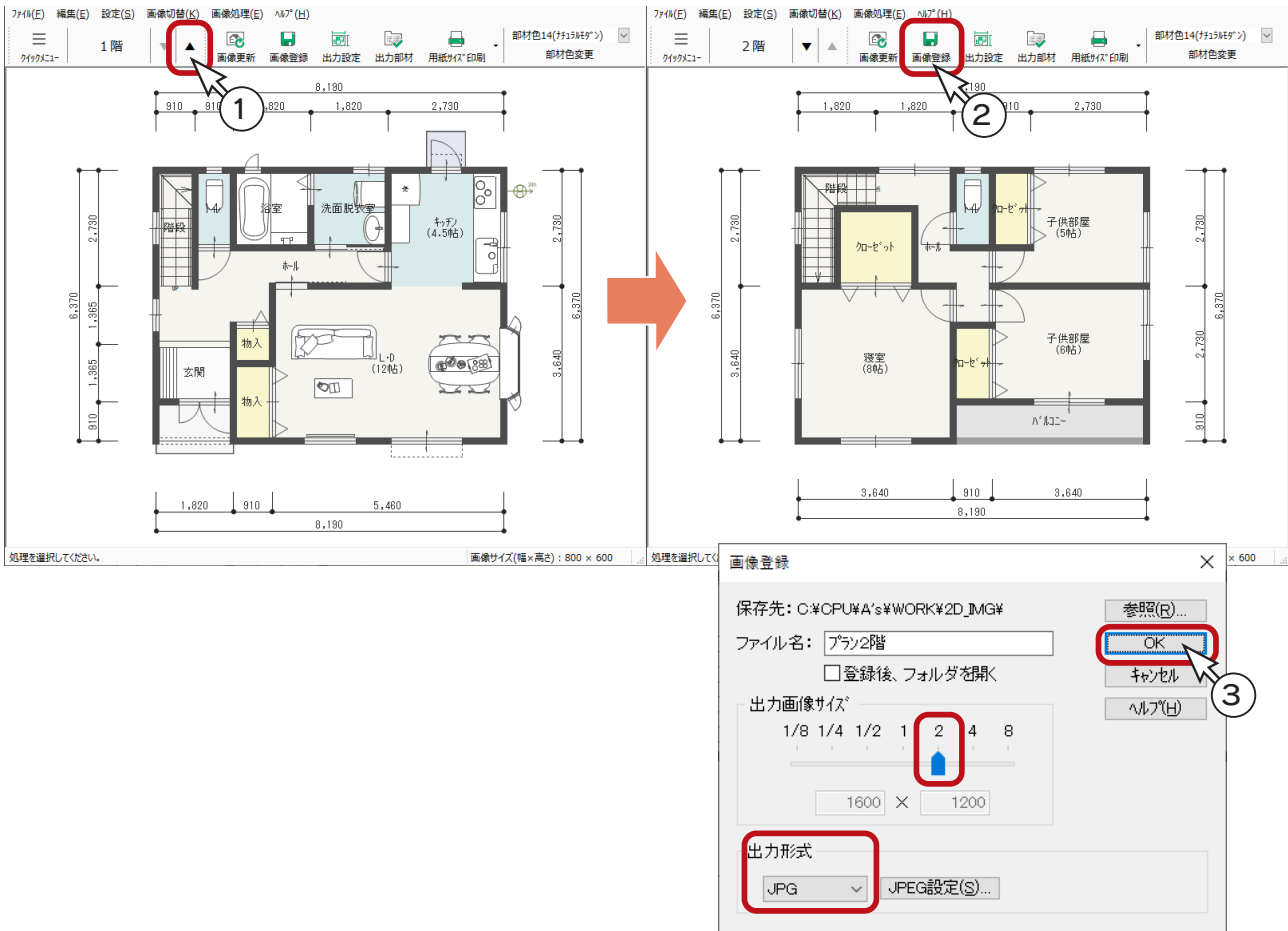 ﾌｧｲﾙ(F) 編集(E) 設定(S) 画像切替(K) 画像処理(E) ﾍﾙﾌﾟ(H)
ｸｲｯｸﾒﾆｭｰ 1階 ▼ ▲ 画像更新 画像登録 出力設定 出力部材 用紙ｻｲｽﾞ印刷 部材色14(ﾅﾁｭﾗﾙﾓﾀﾞﾝ) 部材色変更
1
8,190
910 910 1,820 1,820 2,730
階段 ﾄｲﾚ 浴室 洗面脱衣室 ｷｯﾁﾝ
(4.5帖)
ﾎｰﾙ
物入
L・D
(12帖)
玄関
物入
6,370
2,730
1,365
1,365
910
2,730
3,640
6,370
1,820 910 5,460
8,190
処理を選択してください。 画像サイズ(幅×高さ) : 800 × 600
ﾌｧｲﾙ(F) 編集(E) 設定(S) 画像切替(K) 画像処理(E) ﾍﾙﾌﾟ(H)
ｸｲｯｸﾒﾆｭｰ 2階 ▼ ▲ 画像更新 画像登録 出力設定 出力部材 用紙ｻｲｽﾞ印刷 部材色14(ﾅﾁｭﾗﾙﾓﾀﾞﾝ) 部材色変更
2
8,190
1,820 1,820 910 2,730
階段 ﾄｲﾚ ｸﾛｰｾﾞｯﾄ 子供部屋
(5帖)
ｸﾛｰｾﾞｯﾄ ﾎｰﾙ
子供部屋
(6帖)
寝室
(8帖)
ｸﾛｰｾﾞｯﾄ
ﾊﾞﾙｺﾆｰ
6,370
2,730
3,640
2,730
2,730
910
6,370
3,640 910 3,640
8,190
処理を選択してくだ
× 600
画像登録
保存先: C:¥CPU¥A's¥WORK¥2D_IMG¥ 参照(R)...
ファイル名: ﾌﾟﾗﾝ2階 OK
登録後、フォルダを開く キャンセル
3
出力画像ｻｲｽﾞ ヘルプ(H)
1/8 1/4 1/2 1 2 4 8
1600 × 1200
出力形式
JPG JPEG設定(S)...